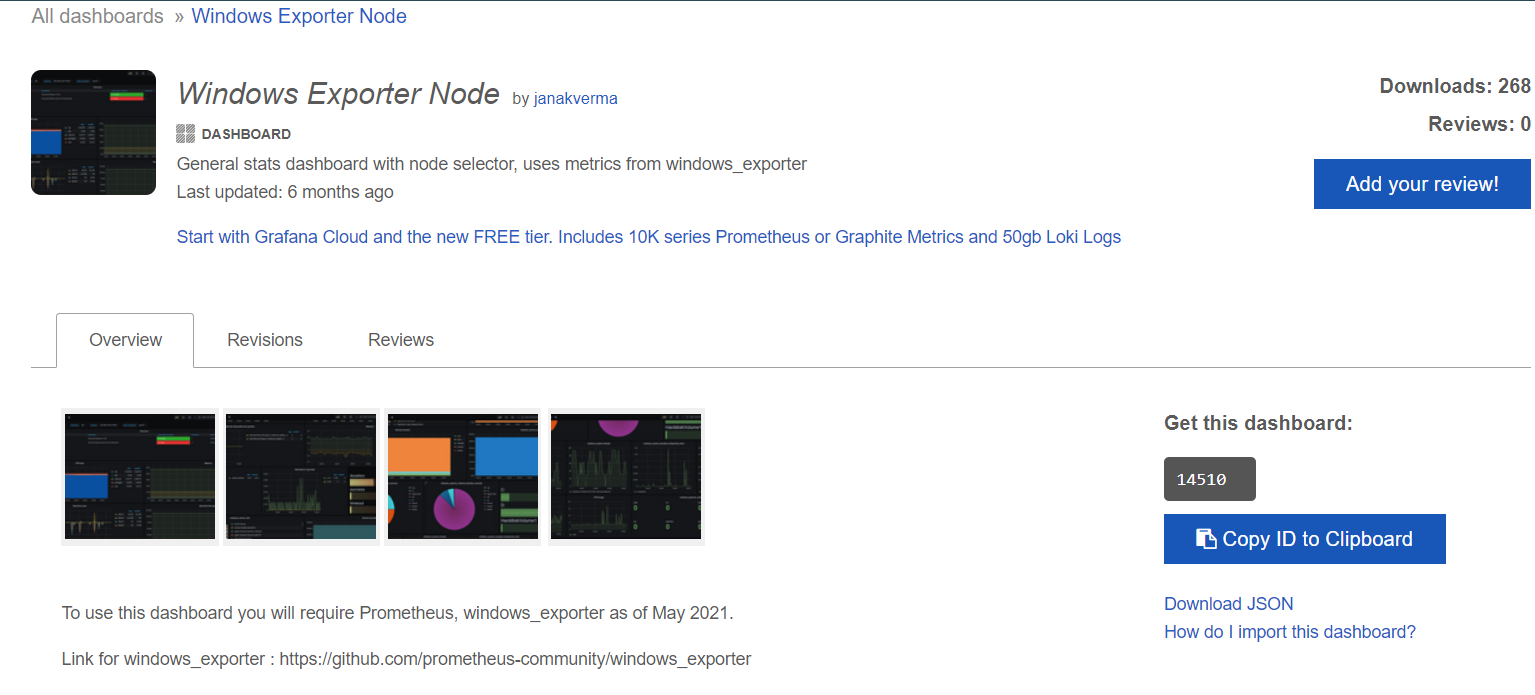 All dashboards » Windows Exporter Node
Windows Exporter Node by janakverma
DASHBOARD
General stats dashboard with node selector, uses metrics from windows_exporter
Last updated: 6 months ago
Start with Grafana Cloud and the new FREE tier. Includes 10K series Prometheus or Graphite Metrics and 50gb Loki Logs
Downloads: 268
Reviews: 0
Add your review!
Overview
Revisions
Reviews
To use this dashboard you will require Prometheus, windows_exporter as of May 2021.
Link for windows_exporter : https://github.com/prometheus-community/windows_exporter
Get this dashboard:
14510
Copy ID to Clipboard
Download JSON
How do I import this dashboard?